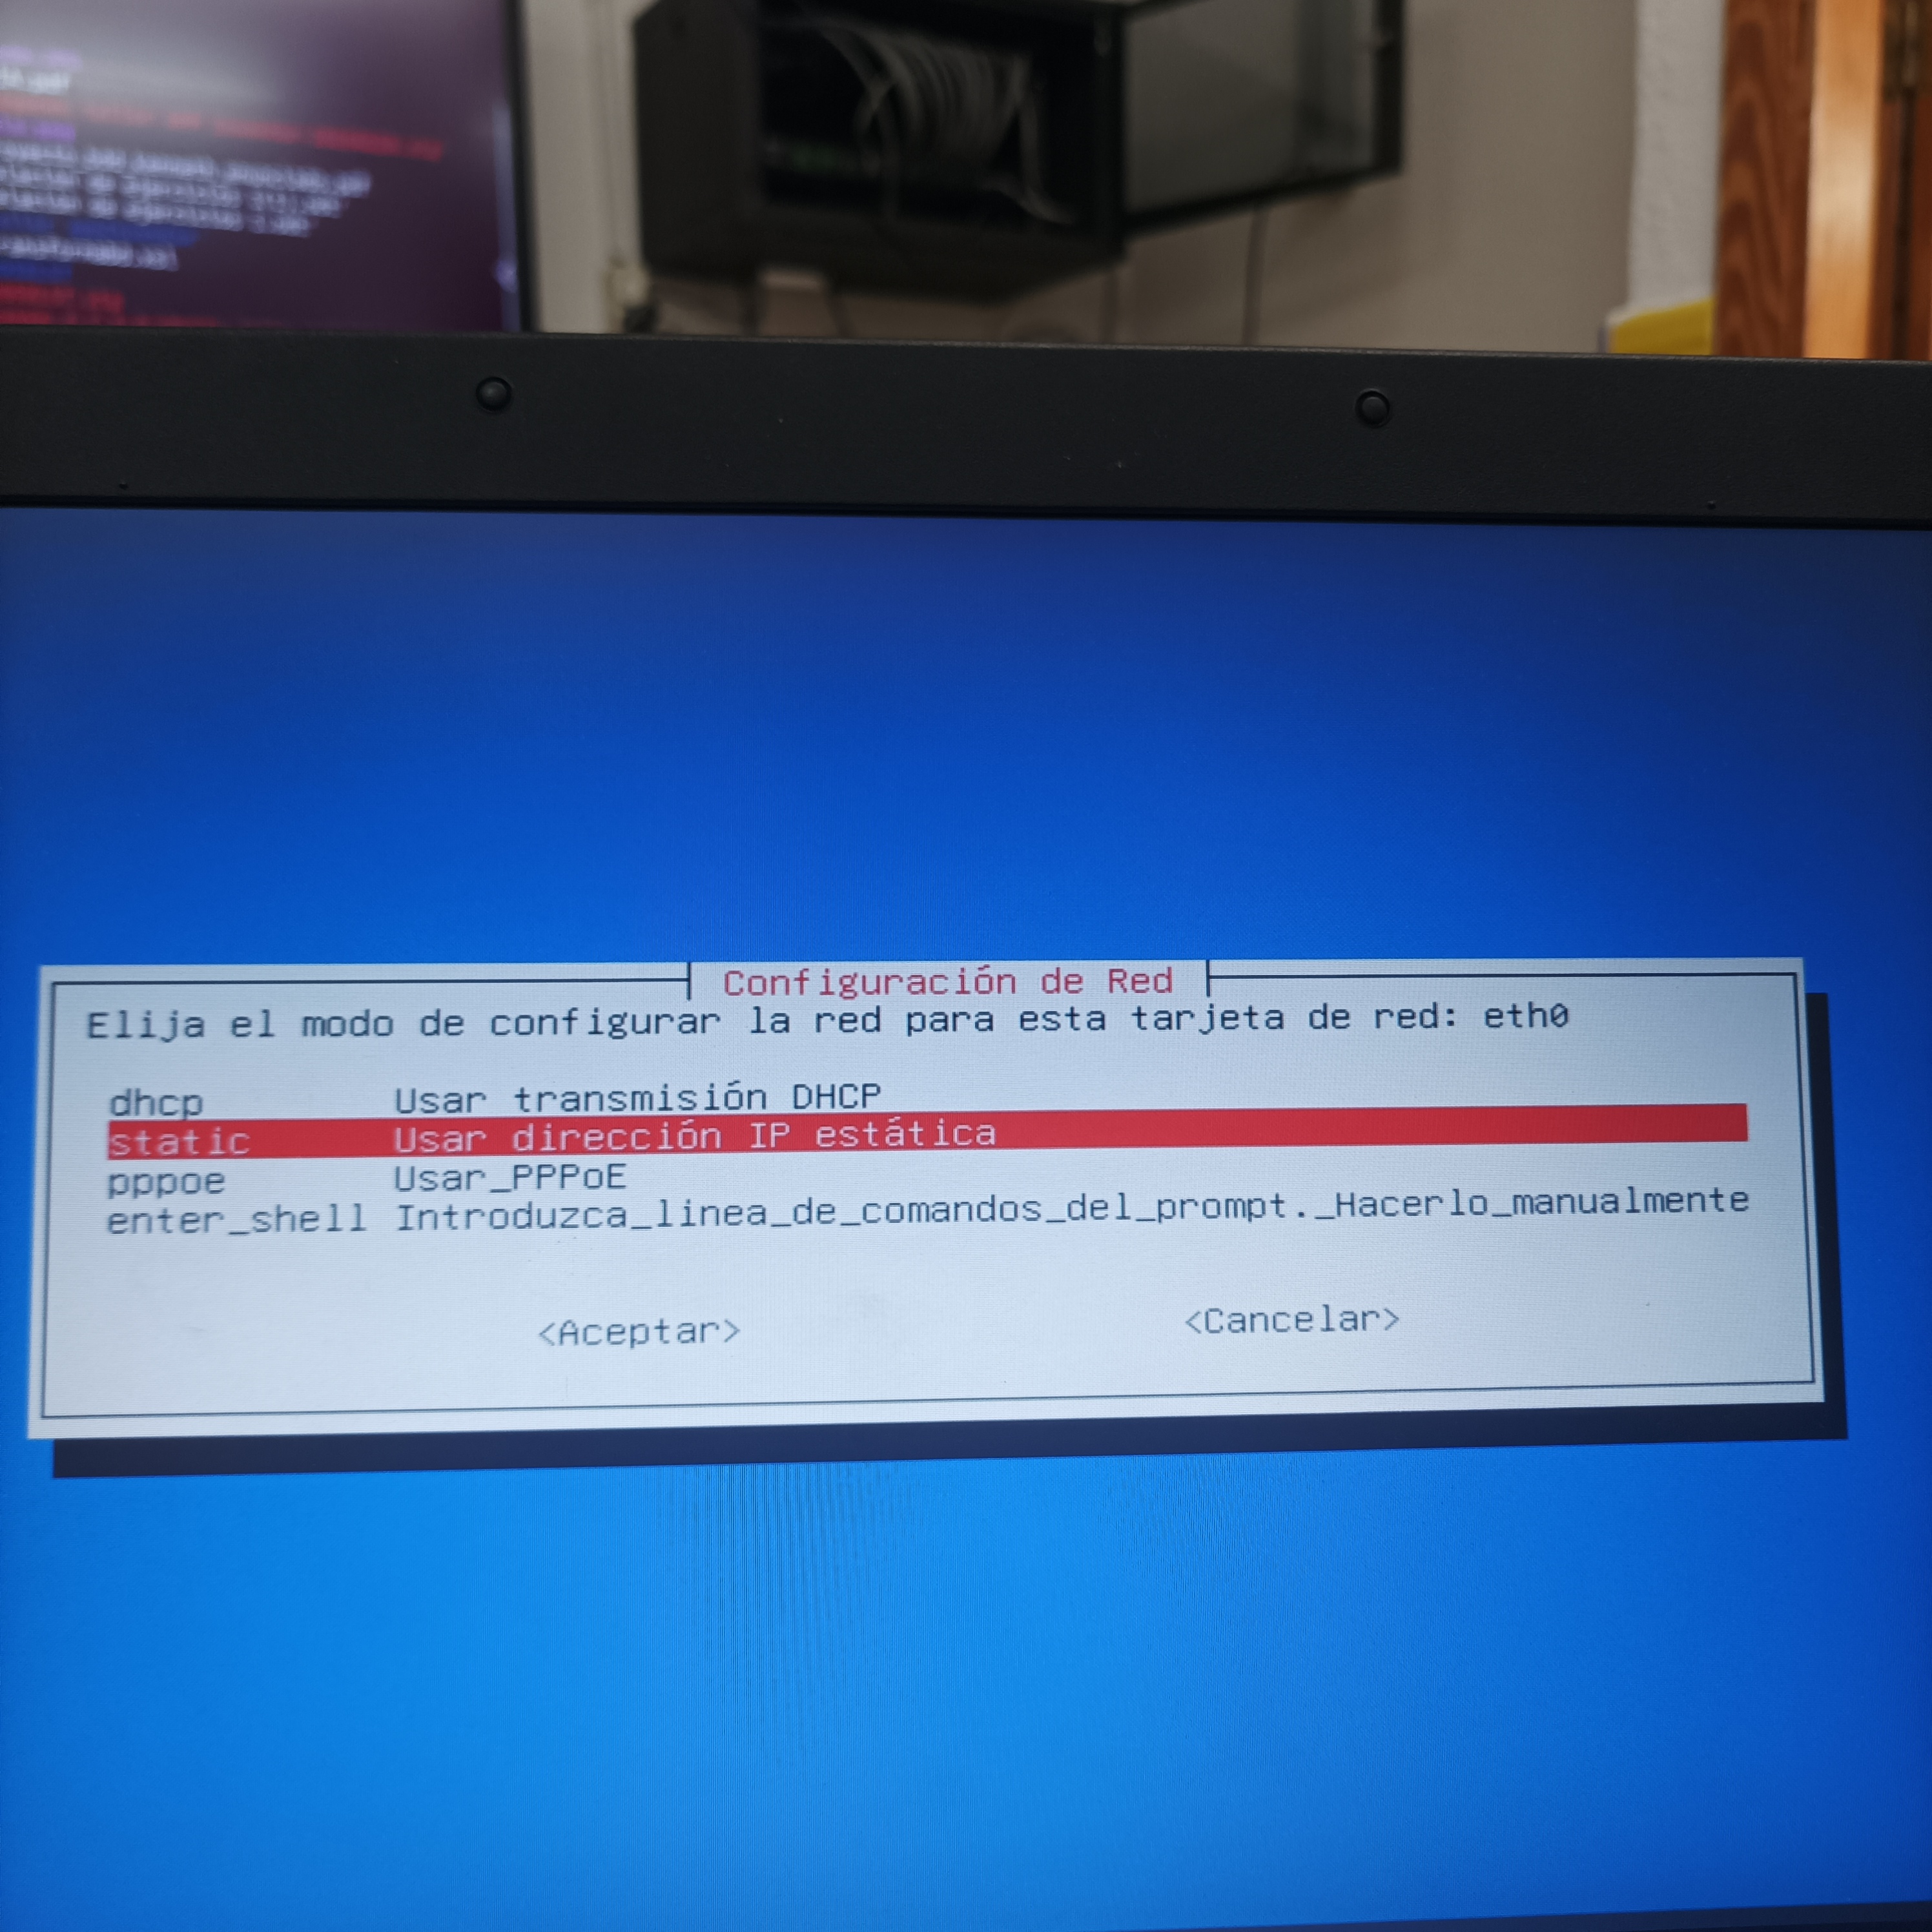 Configuración de Red
Elija el modo de configurar la red para esta tarjeta de red: eth0
dhcp Usar transmisión DHCP
static Usar dirección IP estática
pppoe Usar_PPPoE
enter_shell Introduzca_linea_de_comandos_del_prompt._Hacerlo_manualmente
<Aceptar> <Cancelar>